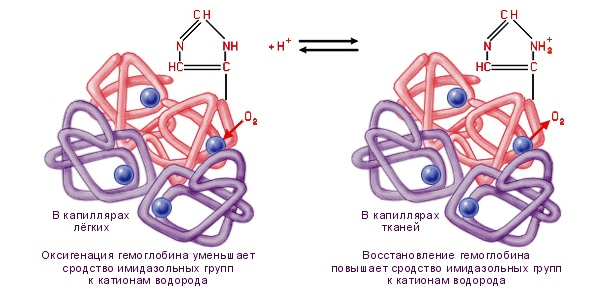 CH
N
NH
HC
C
+H⁺
CH
N
NH₂⁺
HC
C
O₂
O₂
В капиллярах
лёгких
В капиллярах
тканей
Оксигенация гемоглобина уменьшает
сродство имидазольных групп
к катионам водорода
Восстановление гемоглобина
повышает сродство имидазольных групп
к катионам водорода